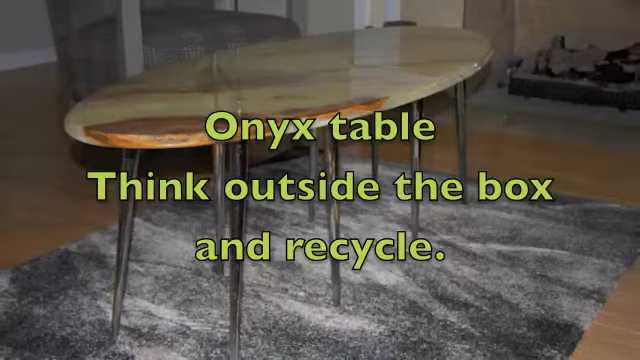 Onyx table
Think outside the box
and recycle.